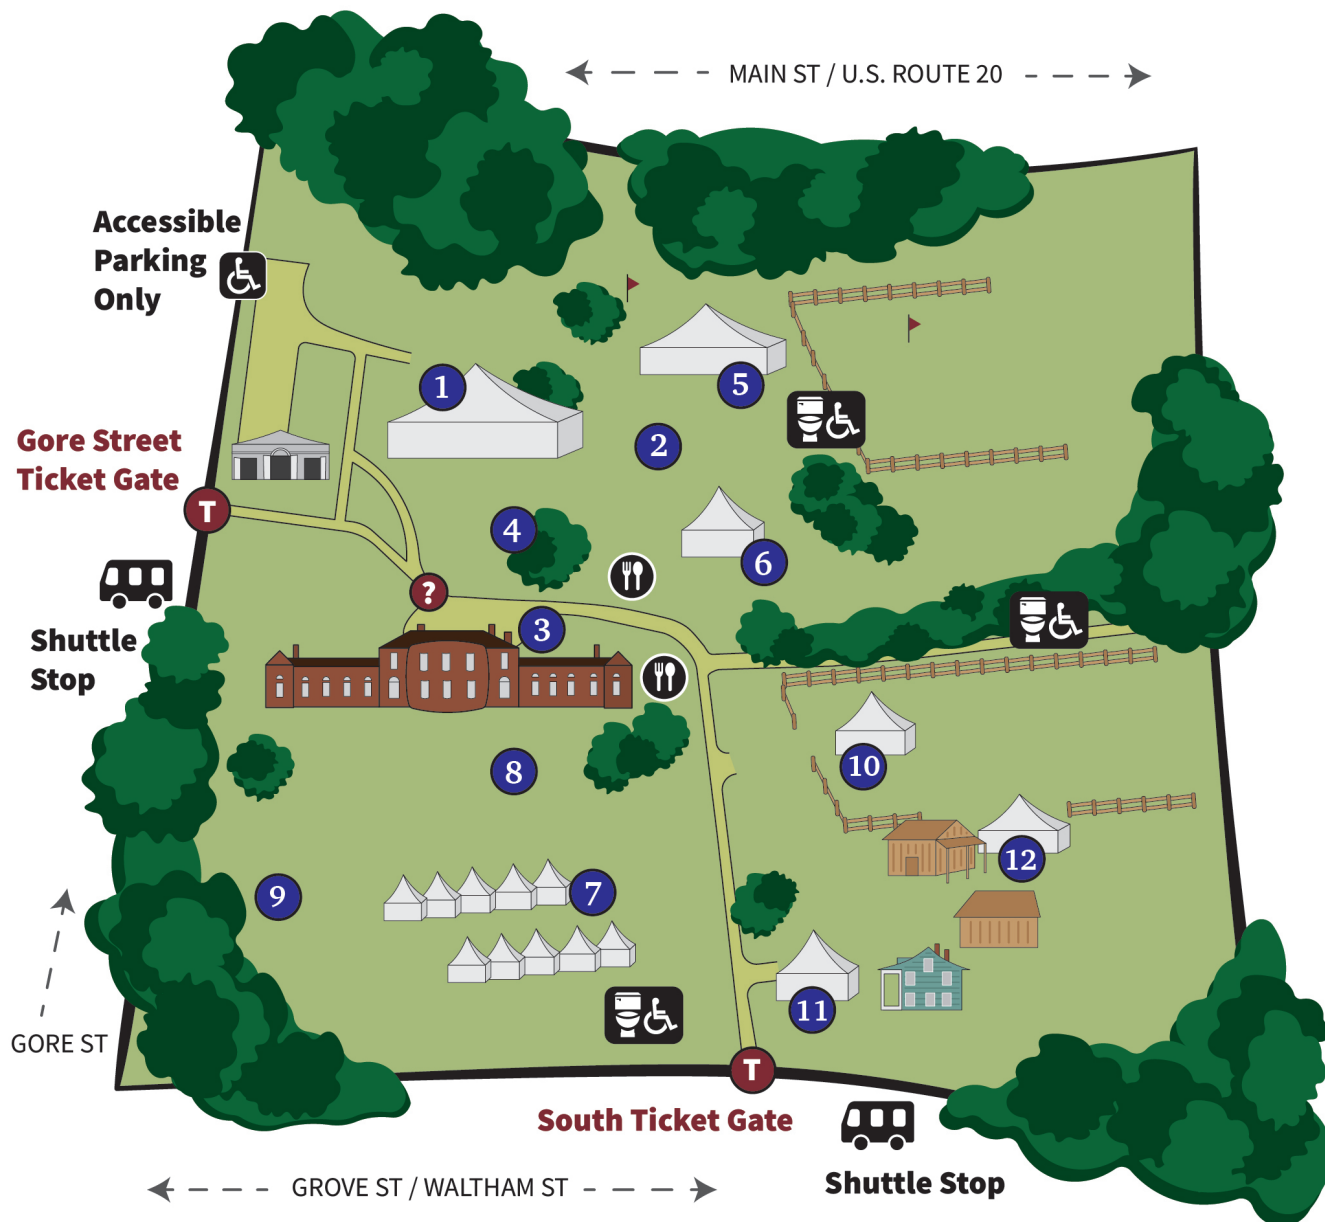 MAIN ST / U.S. ROUTE 20
Accessible
Parking
Only
1
5
2
Gore Street
Ticket Gate
T
4
6
?
3
Shuttle
Stop
8
10
12
9
7
11
GORE ST
T
South Ticket Gate
GROVE ST / WALTHAM ST
Shuttle Stop